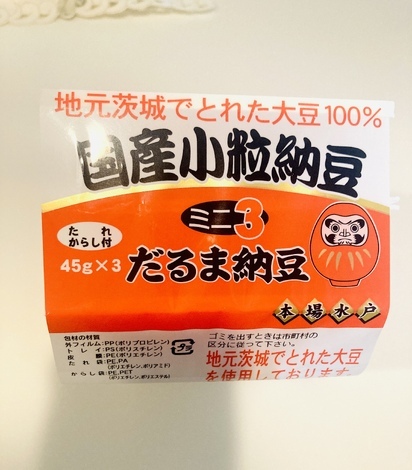 地元茨城でとれた大豆100%
国産小粒納豆
ミニ3
たれ
からし付
45g×3
だるま納豆
本場水戸
包材の材質
外フィルム:PP(ポリプロピレン)
トレイ:PS(ポリスチレン)
皮膜:PE(ポリエチレン)
たれ袋:PE,PA
(ポリエチレン,ポリアミド)
からし袋:PE,PET
(ポリエチレン,ポリエステル)
プラ
ゴミを出すときは市町村の
区分に従って下さい。
地元茨城でとれた大豆
を使用しております